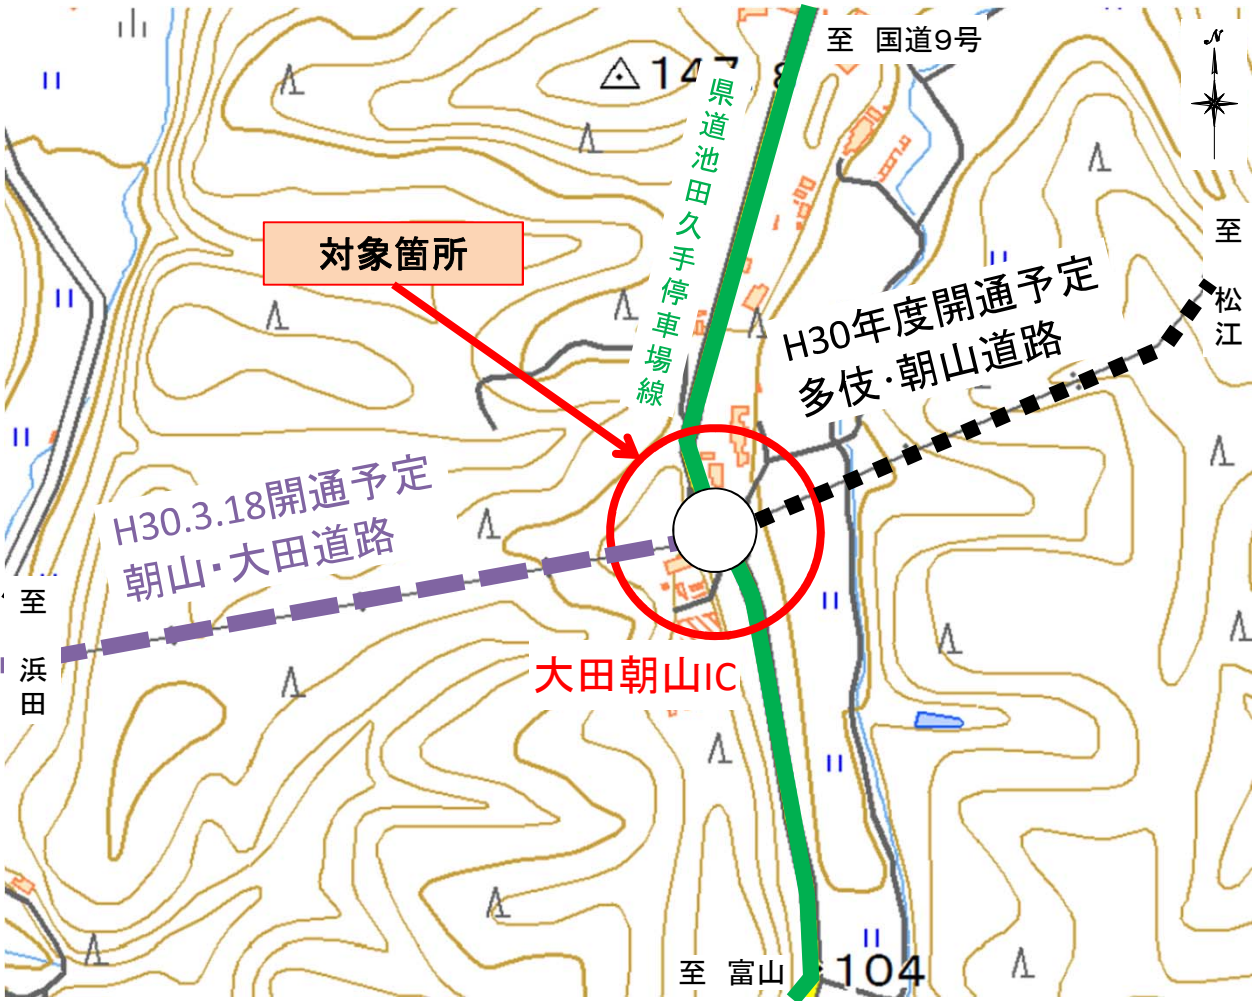 至 国道9号
N
147
県道池田久手停車場線
至
松江
対象箇所
H30年度開通予定
多伎・朝山道路
H30.3.18開通予定
朝山・大田道路
至
浜田
大田朝山IC
至 富山
104